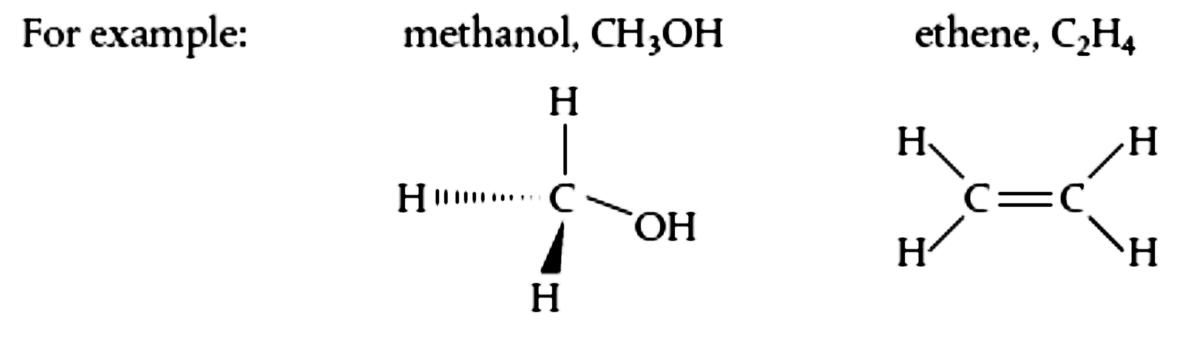 For example: methanol, CH₃OH ethene, C₂H₄
H
H C OH
H
H H
C=C
H H